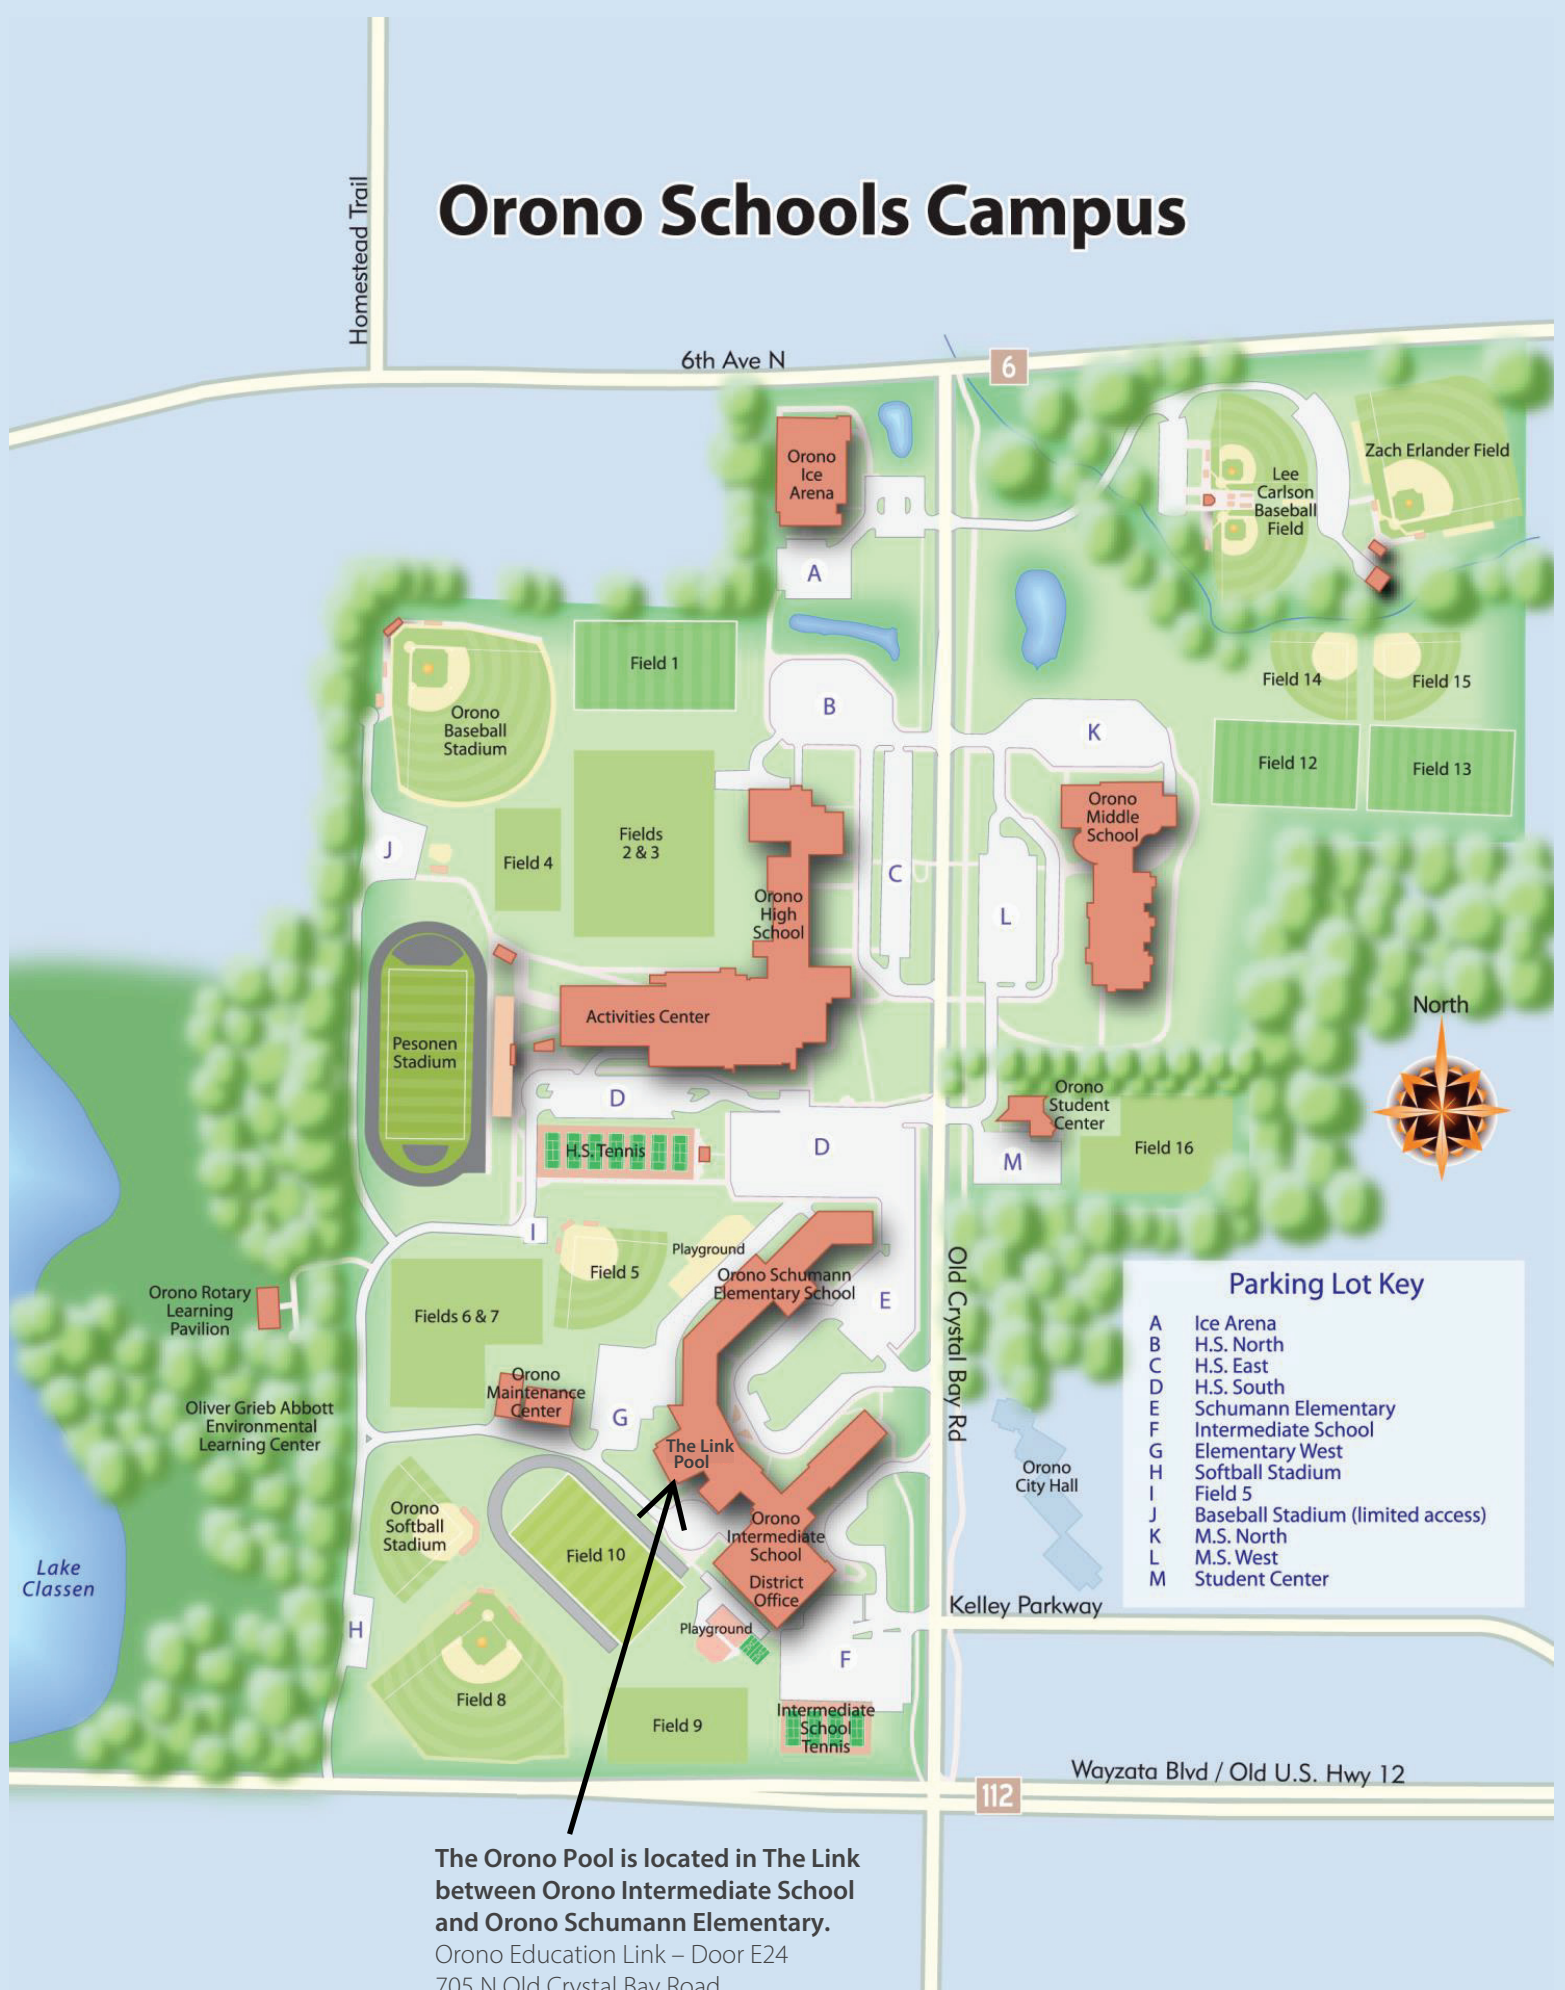 Homestead Trail
Orono Schools Campus
6th Ave N
6
Orono
Ice
Arena
A
Lee
Carlson
Baseball
Field
Zach Erlander Field
Field 14
Field 15
Field 12
Field 13
Orono
Baseball
Stadium
Field 1
B
K
Orono
Middle
School
J
Field 4
Fields
2 & 3
C
L
Orono
High
School
Pesonen
Stadium
Activities Center
North
D
H.S. Tennis
D
Orono
Student
Center
M
Field 16
I
Field 5
Playground
Orono Schumann
Elementary School
E
Old Crystal Bay Rd
Orono Rotary
Learning
Pavilion
Fields 6 & 7
Orono
Maintenance
Center
G
Oliver Grieb Abbott
Environmental
Learning Center
The Link
Pool
Orono
City Hall
Parking Lot Key
A Ice Arena
B H.S. North
C H.S. East
D H.S. South
E Schumann Elementary
F Intermediate School
G Elementary West
H Softball Stadium
I Field 5
J Baseball Stadium (limited access)
K M.S. North
L M.S. West
M Student Center
Orono
Softball
Stadium
Field 10
Orono
Intermediate
School
District
Office
Lake
Classen
Kelley Parkway
H
Playground
F
Field 8
Field 9
Intermediate
School
Tennis
Wayzata Blvd / Old U.S. Hwy 12
112
The Orono Pool is located in The Link
between Orono Intermediate School
and Orono Schumann Elementary.
Orono Education Link – Door E24
705 N Old Crystal Bay Road